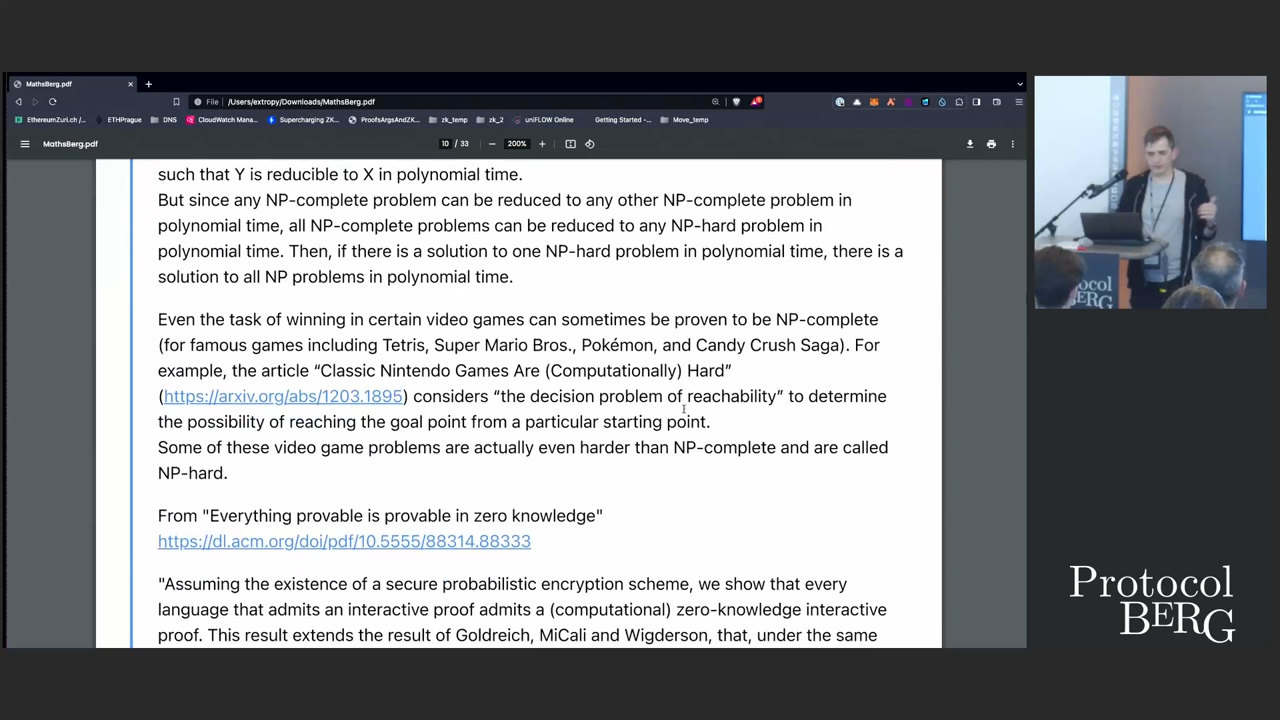 MathsBerg.pdf
File
/Users/extropy/Downloads/MathsBerg.pdf
EthereumZuri.ch /...
ETHPrague
DNS
CloudWatch Mana...
Supercharging ZK...
ProofsArgsAndZK...
zk_temp
zk_2
uniFLOW Online
Getting Started -...
Move_temp
MathsBerg.pdf
10 / 33
200%
such that Y is reducible to X in polynomial time.
But since any NP-complete problem can be reduced to any other NP-complete problem in
polynomial time, all NP-complete problems can be reduced to any NP-hard problem in
polynomial time. Then, if there is a solution to one NP-hard problem in polynomial time, there is a
solution to all NP problems in polynomial time.
Even the task of winning in certain video games can sometimes be proven to be NP-complete
(for famous games including Tetris, Super Mario Bros., Pokémon, and Candy Crush Saga). For
example, the article “Classic Nintendo Games Are (Computationally) Hard”
(https://arxiv.org/abs/1203.1895) considers “the decision problem of reachability” to determine
the possibility of reaching the goal point from a particular starting point.
Some of these video game problems are actually even harder than NP-complete and are called
NP-hard.
From "Everything provable is provable in zero knowledge"
https://dl.acm.org/doi/pdf/10.5555/88314.88333
"Assuming the existence of a secure probabilistic encryption scheme, we show that every
language that admits an interactive proof admits a (computational) zero-knowledge interactive
proof. This result extends the result of Goldreich, MiCali and Wigderson, that, under the same
Protocol
BERG
Protocol
BERG